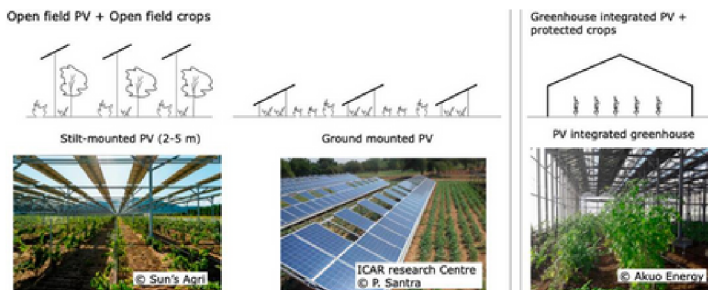 Open field PV + Open field crops
Greenhouse integrated PV +
protected crops
Stilt-mounted PV (2-5 m)
Ground mounted PV
PV integrated greenhouse
© Sun's Agri
ICAR research Centre
© P. Santra
© Akuo Energy